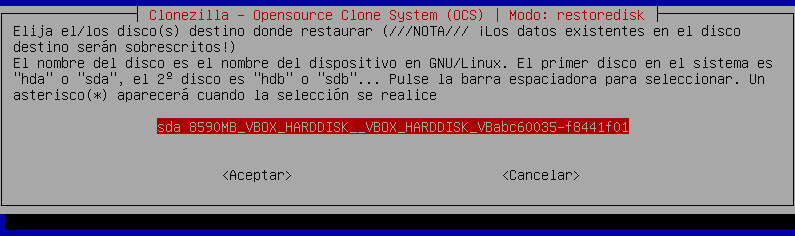 Clonezilla - Opensource Clone System (OCS) | Modo: restoredisk
Elija el/los disco(s) destino donde restaurar (///NOTA/// ¡Los datos existentes en el disco
destino serán sobrescritos!)
El nombre del disco es el nombre del dispositivo en GNU/Linux. El primer disco en el sistema es
"hda" o "sda", el 2º disco es "hdb" o "sdb"... Pulse la barra espaciadora para seleccionar. Un
asterisco(*) aparecerá cuando la selección se realice
sda 8590MB_VBOX_HARDDISK__VBOX_HARDDISK_VBabc60035-f8441f01
<Aceptar> <Cancelar>